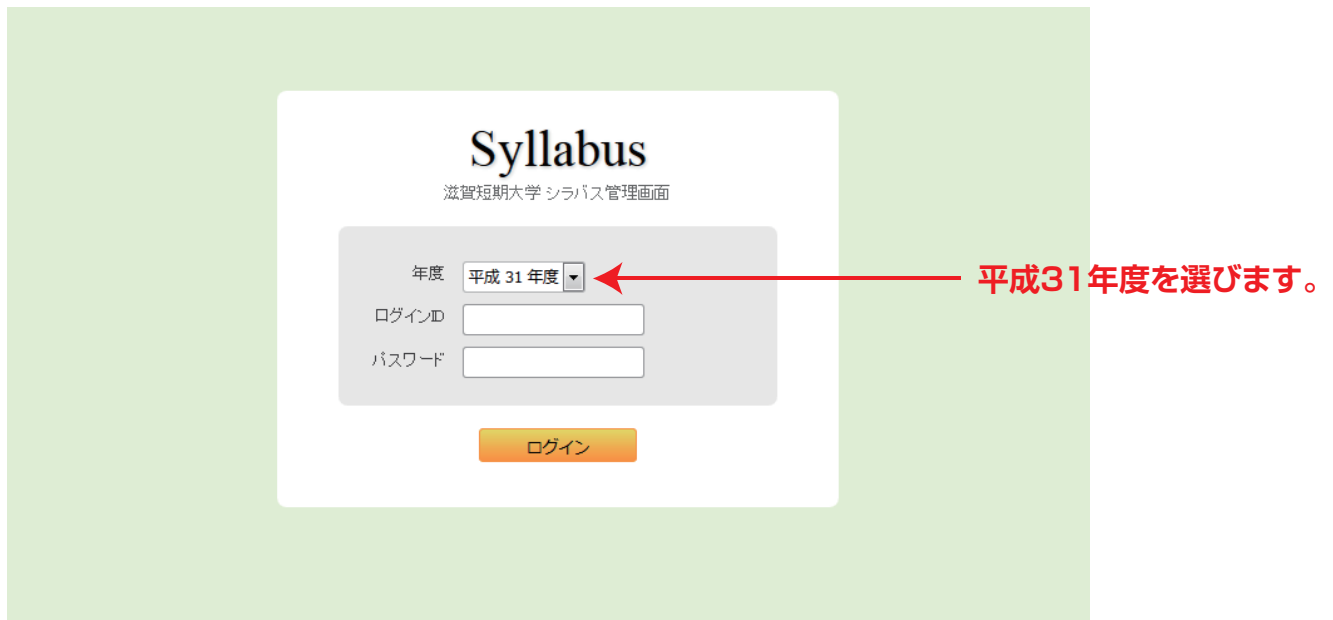 Syllabus
滋賀短期大学 シラバス管理画面
年度 平成 31 年度
平成31年度を選びます。
ログインID
パスワード
ログイン